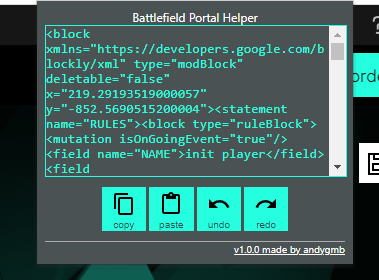 Battlefield Portal Helper
<block
xmlns="https://developers.google.com/b
lockly/xml" type="modBlock"
deletable="false"
x="219.29193519000057"
y="-852.5690515200004"><statement
name="RULES"><block type="ruleBlock">
<mutation isOnGoingEvent="true"/>
<field name="NAME">init player</field>
<field
copy
paste
undo
redo
v1.0.0 made by andygmb